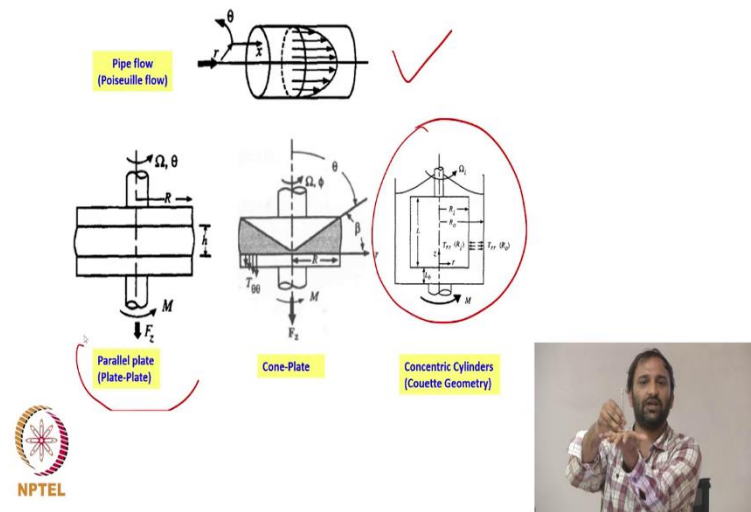 θ
r
x
Pipe flow
(Poiseuille flow)
Ω, θ
R
h
M
F_z
Parallel plate
(Plate-Plate)
θ
Ω, φ
β
r
R
T_θθ
M
F_z
Cone-Plate
Ω_i
R_i
R_o
L
T_rr (R_i)
T_rr (R_o)
z
r
L_o
M
Concentric Cylinders
(Couette Geometry)
NPTEL